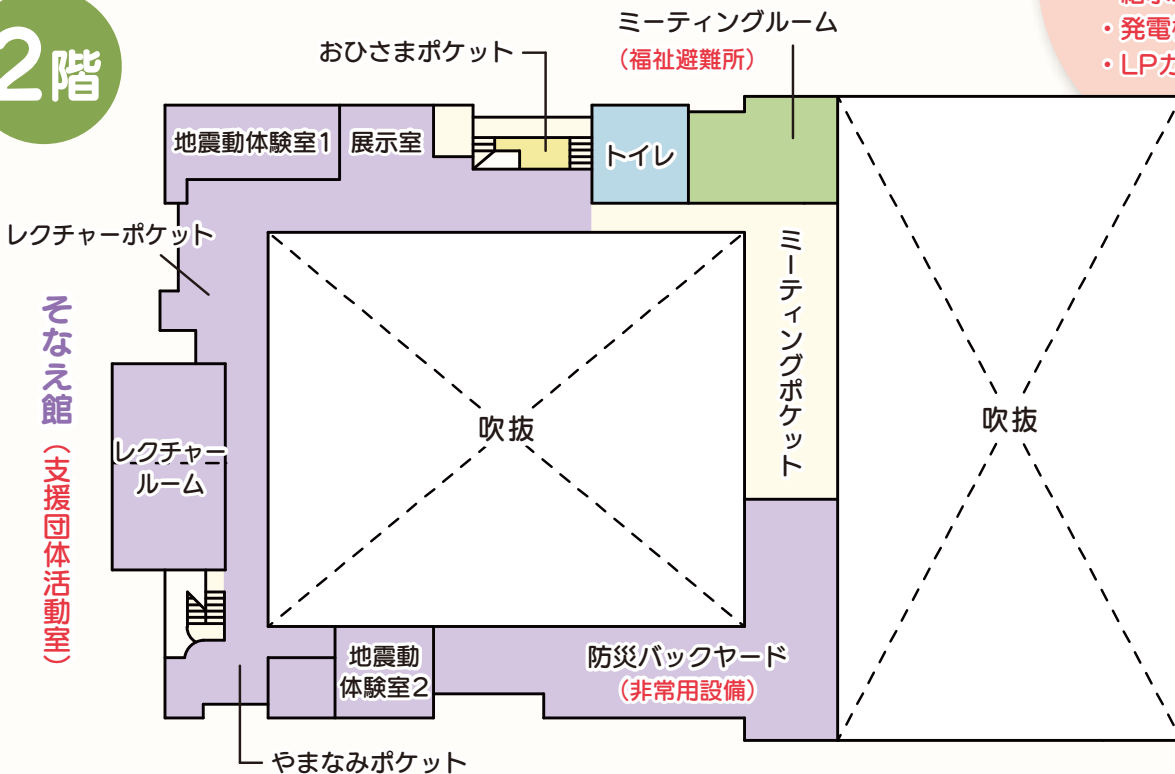 2階
おひさまポケット
ミーティングルーム
（福祉避難所）
・発電
・LPガ
地震動体験室1
展示室
トイレ
レクチャーポケット
ミーティングポケット
そなえ館
（支援団体活動室）
レクチャー
ルーム
吹抜
吹抜
地震動
体験室2
防災バックヤード
（非常用設備）
やまなみポケット